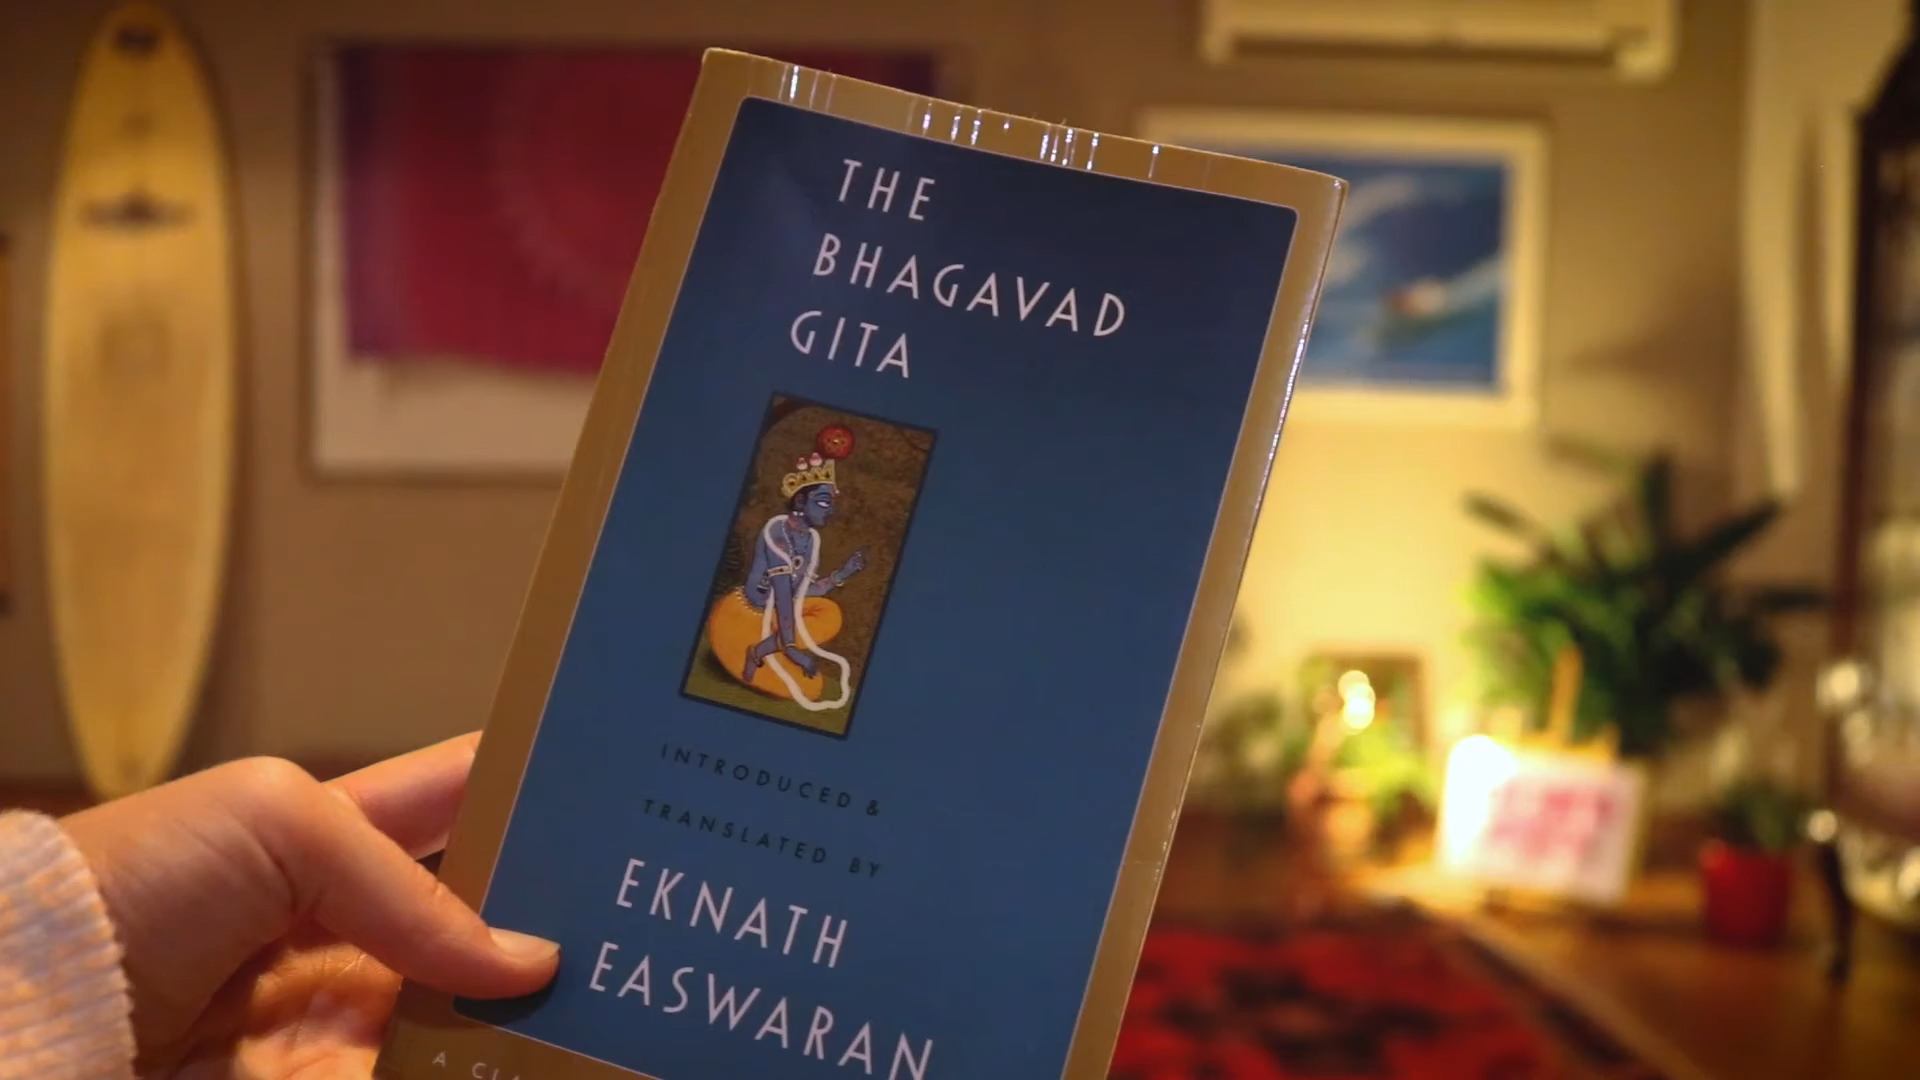 THE
BHAGAVAD
GITA
INTRODUCED &
TRANSLATED BY
EKNATH
EASWARAN
A